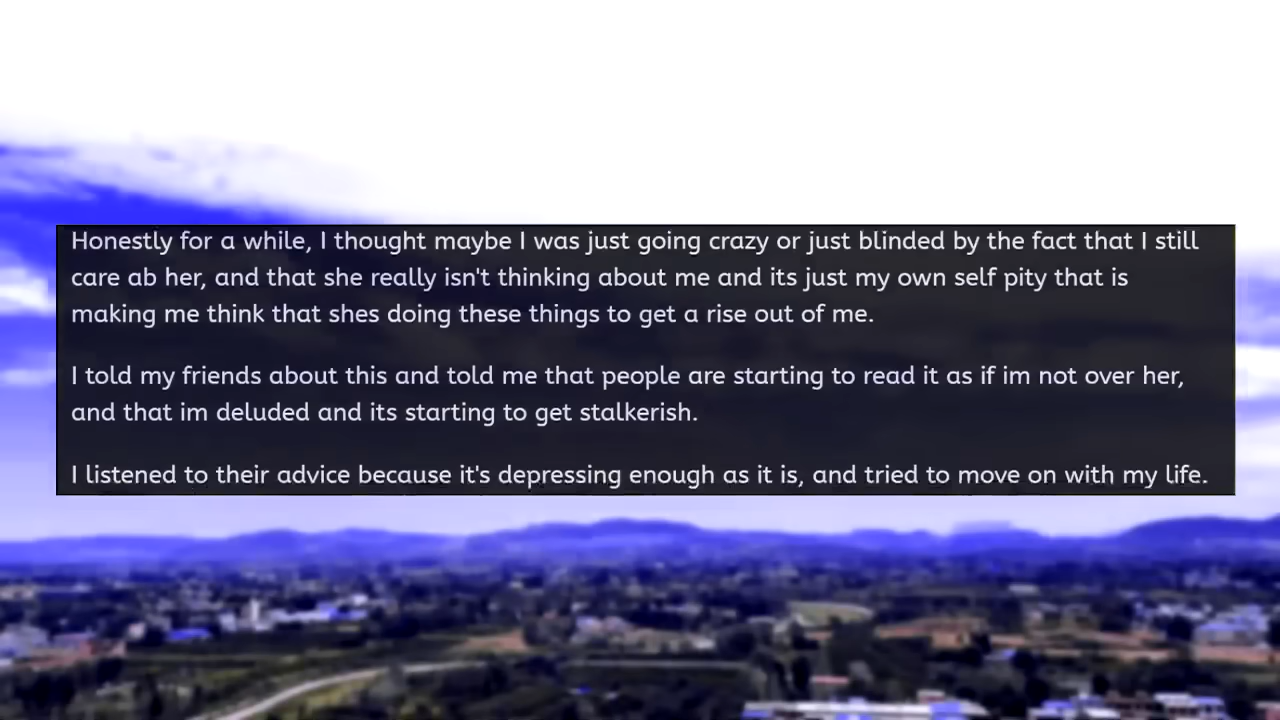 Honestly for a while, I thought maybe I was just going crazy or just blinded by the fact that I still
care ab her, and that she really isn't thinking about me and its just my own self pity that is
making me think that shes doing these things to get a rise out of me.
I told my friends about this and told me that people are starting to read it as if im not over her,
and that im deluded and its starting to get stalkerish.
I listened to their advice because it's depressing enough as it is, and tried to move on with my life.